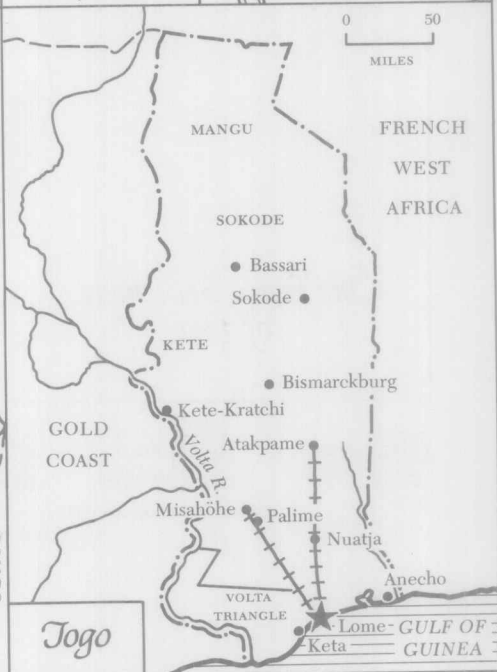 0 50
MILES
MANGU
FRENCH
WEST
AFRICA
SOKODE
Bassari
Sokode
KETE
Bismarckburg
Kete-Kratchi
GOLD
COAST
Volta R.
Atakpame
Misahöhe
Palime
Nuatja
Anecho
VOLTA
TRIANGLE
Lome
GULF OF
GUINEA
Keta
Togo